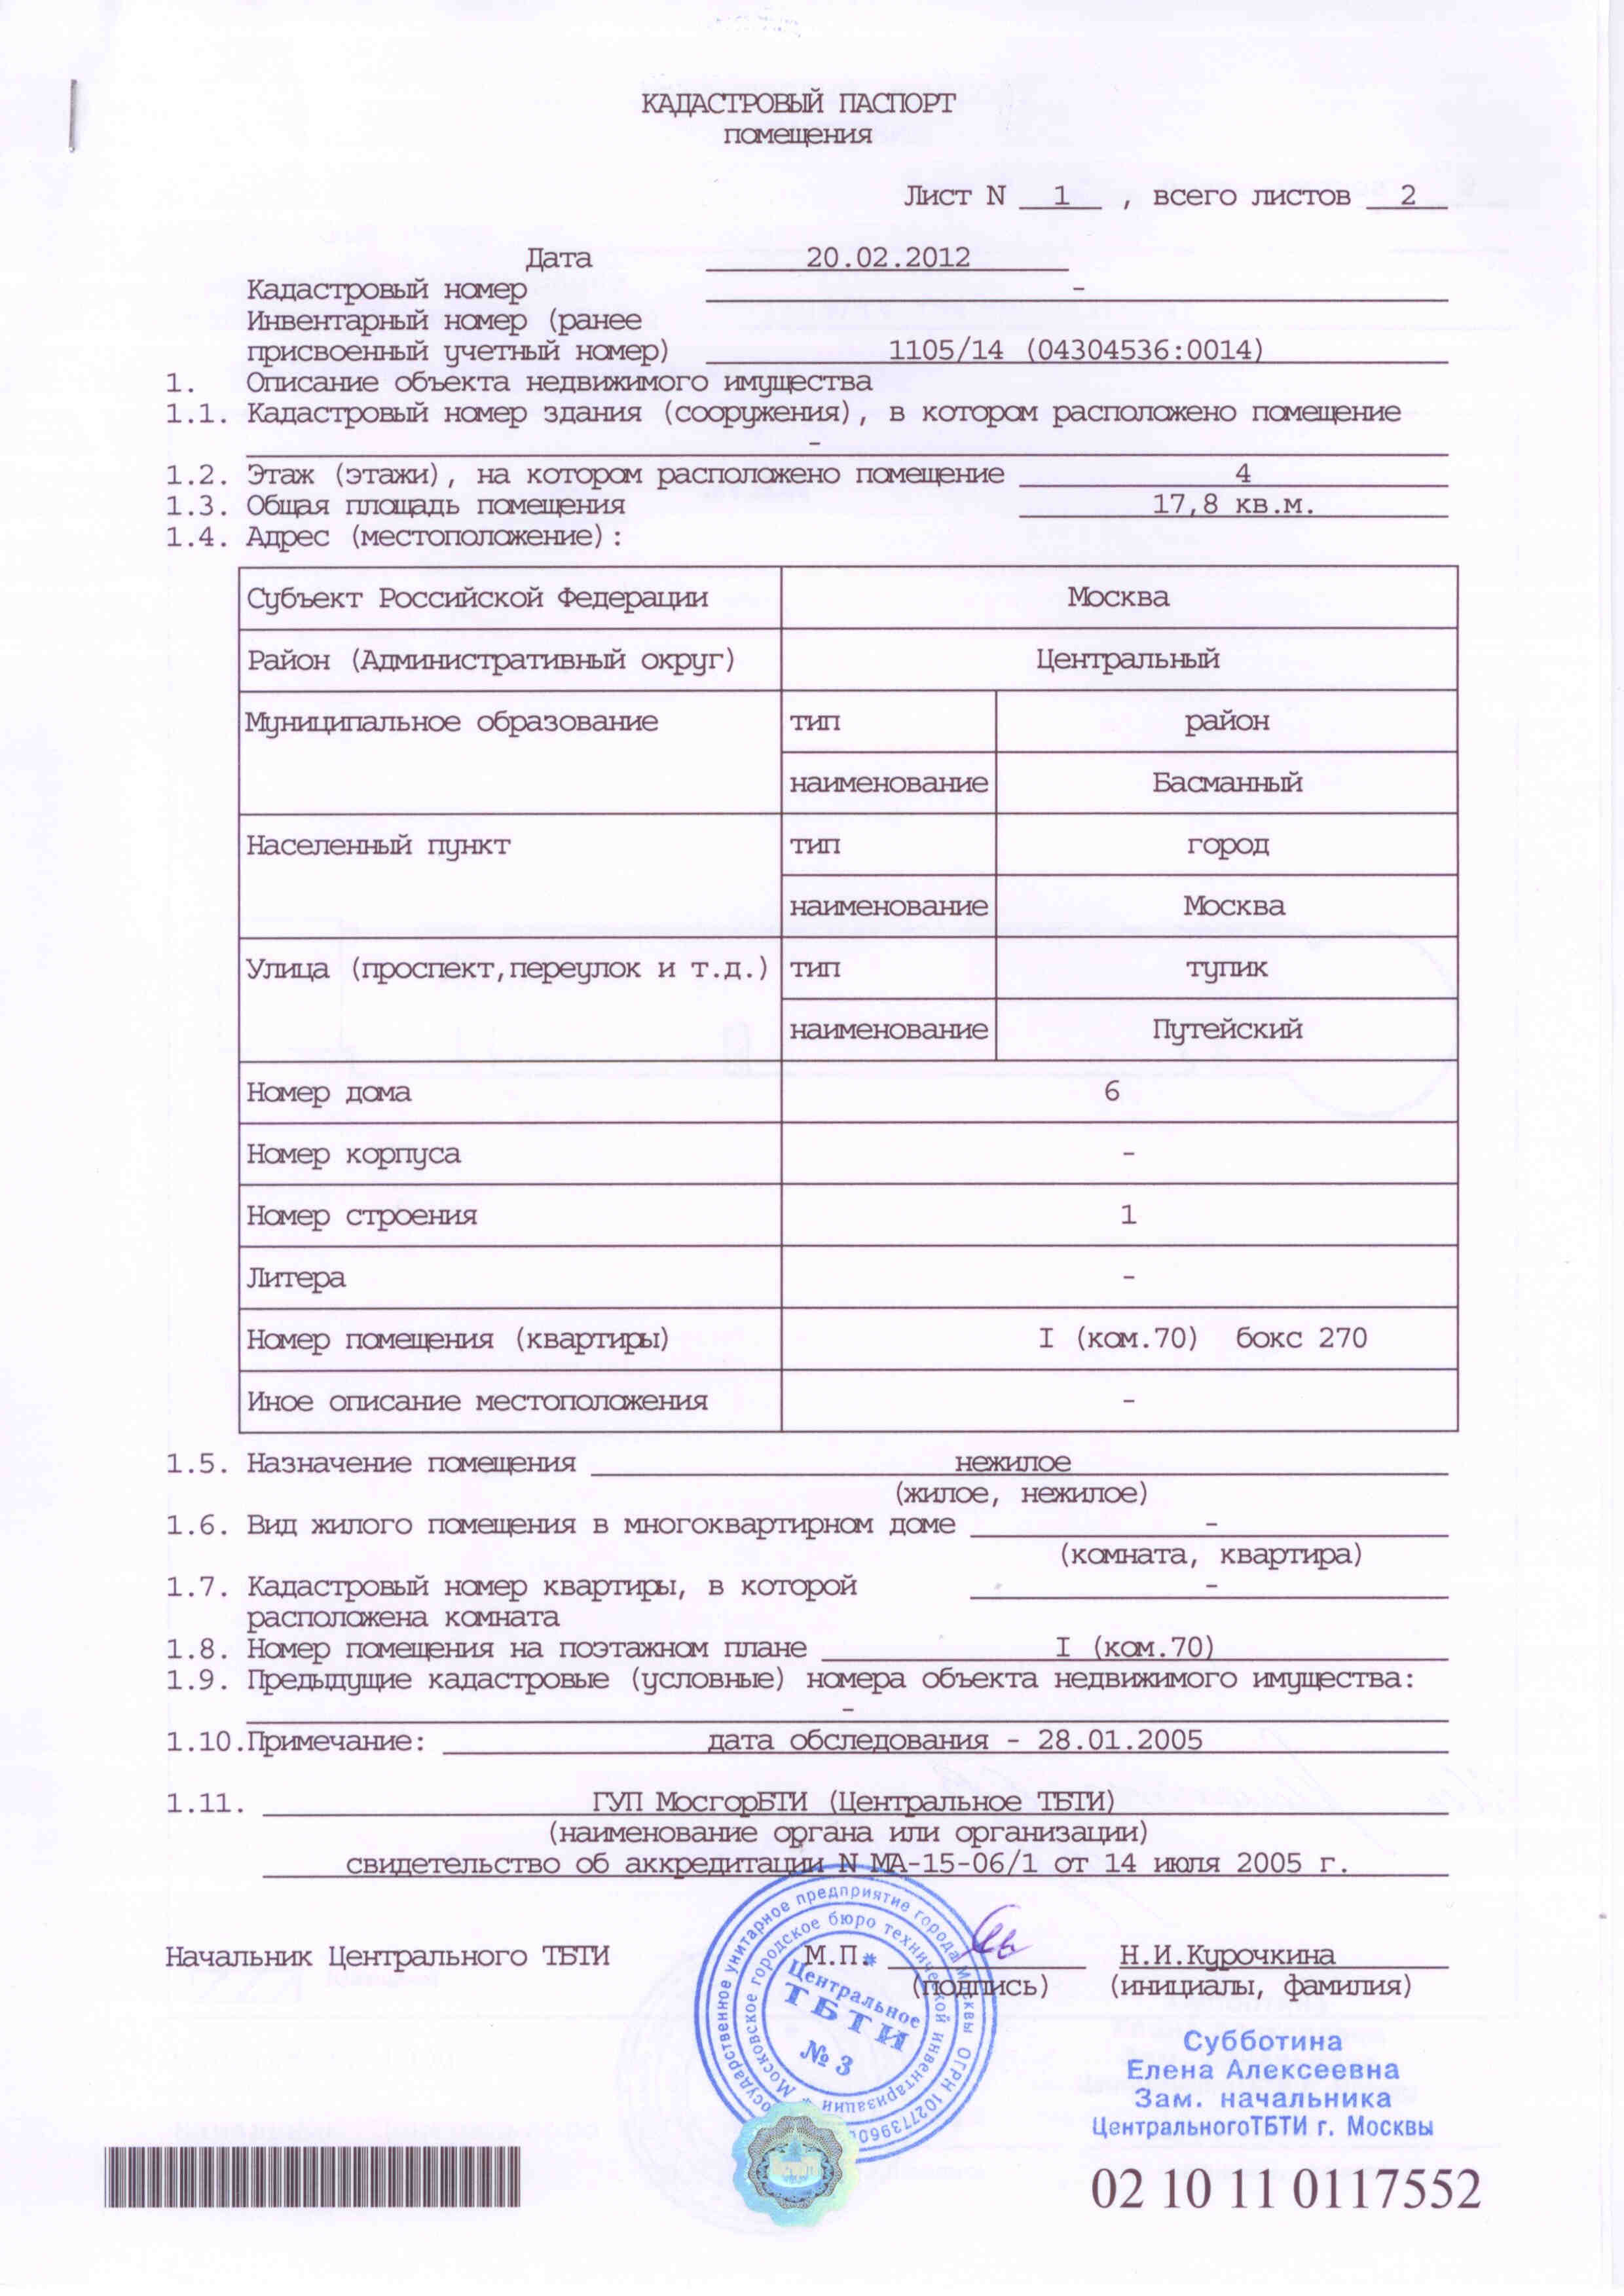 КАДАСТРОВЫЙ ПАСПОРТ
помещения
Лист N 1 , всего листов 2
Дата 20.02.2012
Кадастровый номер -
Инвентарный номер (ранее
присвоенный учетный номер) 1105/14 (04304536:0014)
1. Описание объекта недвижимого имущества
1.1. Кадастровый номер здания (сооружения), в котором расположено помещение
-
1.2. Этаж (этажи), на котором расположено помещение 4
1.3. Общая площадь помещения 17,8 кв.м.
1.4. Адрес (местоположение):
Субъект Российской Федерации Москва
Район (Административный округ) Центральный
Муниципальное образование тип район
наименование Басманный
Населенный пункт тип город
наименование Москва
Улица (проспект,переулок и т.д.) тип тупик
наименование Путейский
Номер дома 6
Номер корпуса -
Номер строения 1
Литера -
Номер помещения (квартиры) I (ком.70) бокс 270
Иное описание местоположения -
1.5. Назначение помещения нежилое
(жилое, нежилое)
1.6. Вид жилого помещения в многоквартирном доме -
(комната, квартира)
1.7. Кадастровый номер квартиры, в которой -
расположена комната
1.8. Номер помещения на поэтажном плане I (ком.70)
1.9. Предыдущие кадастровые (условные) номера объекта недвижимого имущества:
-
1.10.Примечание: дата обследования - 28.01.2005
1.11. ГУП МосгорБТИ (Центральное ТБТИ)
(наименование органа или организации)
свидетельство об аккредитации N МА-15-06/1 от 14 июля 2005 г.
Начальник Центрального ТБТИ М.П. Н.И.Курочкина
(подпись) (инициалы, фамилия)
унитарное предприятие города Москвы ОГРН
Московское городское бюро технической инвентаризации
Центральное
ТБТИ
№ 3
Субботина
Елена Алексеевна
Зам. начальника
ЦентральногоТБТИ г. Москвы
02 10 11 0117552